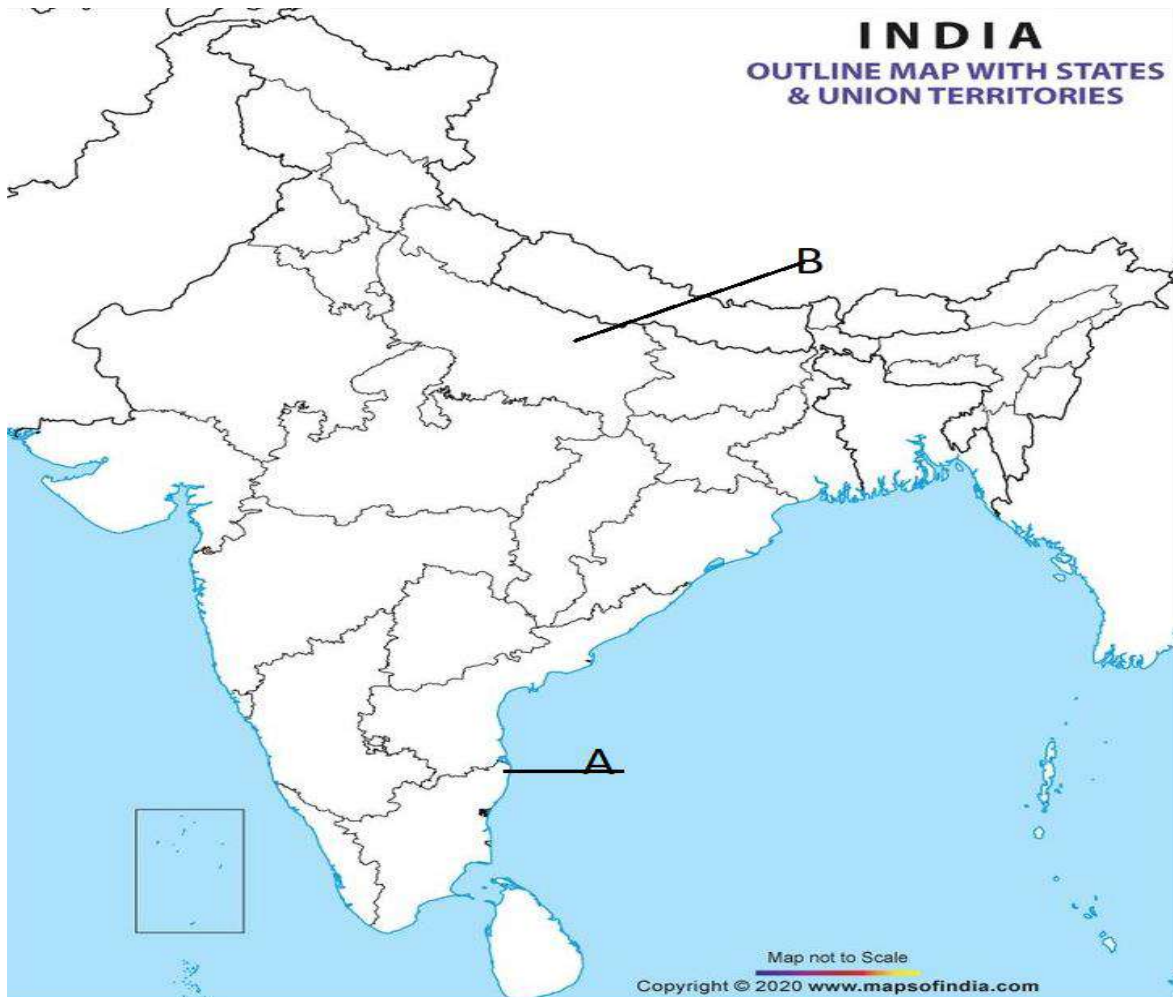 INDIA
OUTLINE MAP WITH STATES
& UNION TERRITORIES
B
A
Map not to Scale
Copyright © 2020 www.mapsofindia.com